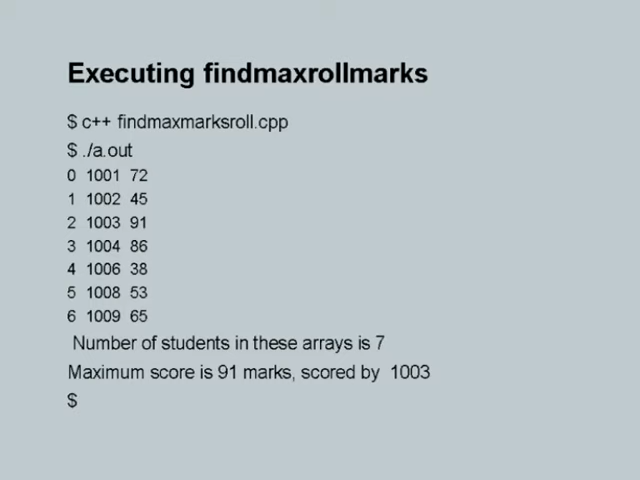 Executing findmaxrollmarks
$ c++ findmaxmarksroll.cpp
$ ./a.out
0 1001 72
1 1002 45
2 1003 91
3 1004 86
4 1006 38
5 1008 53
6 1009 65
Number of students in these arrays is 7
Maximum score is 91 marks, scored by 1003
$